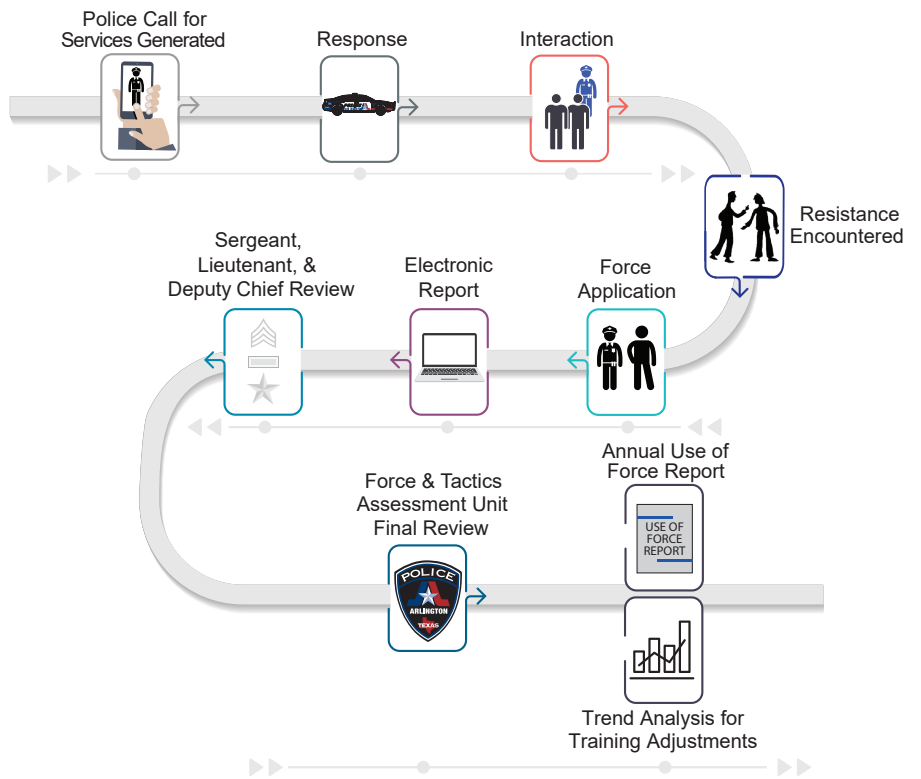 Police Call for
Services Generated
Response
Interaction
Resistance
Encountered
Force
Application
Electronic
Report
Sergeant,
Lieutenant, &
Deputy Chief Review
Force & Tactics
Assessment Unit
Final Review
POLICE
ARLINGTON
TEXAS
Annual Use of
Force Report
USE OF
FORCE
REPORT
Trend Analysis for
Training Adjustments